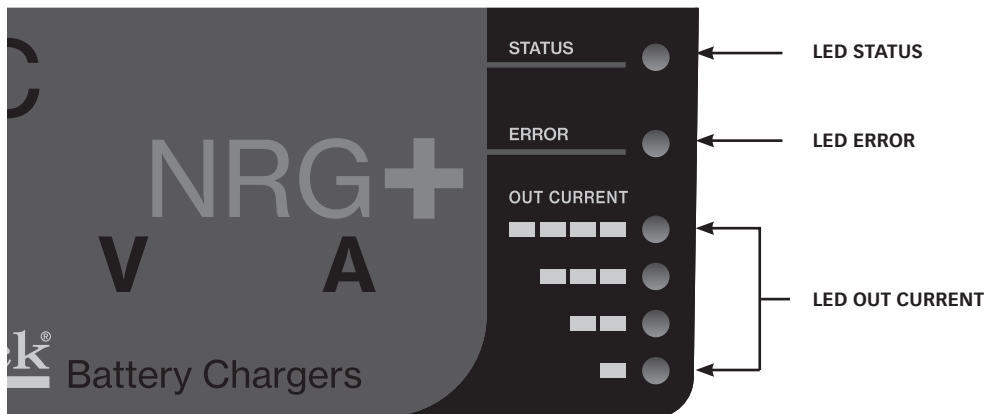 STATUS
LED STATUS
C
NRG+
ERROR
LED ERROR
OUT CURRENT
V A
LED OUT CURRENT
k® Battery Chargers